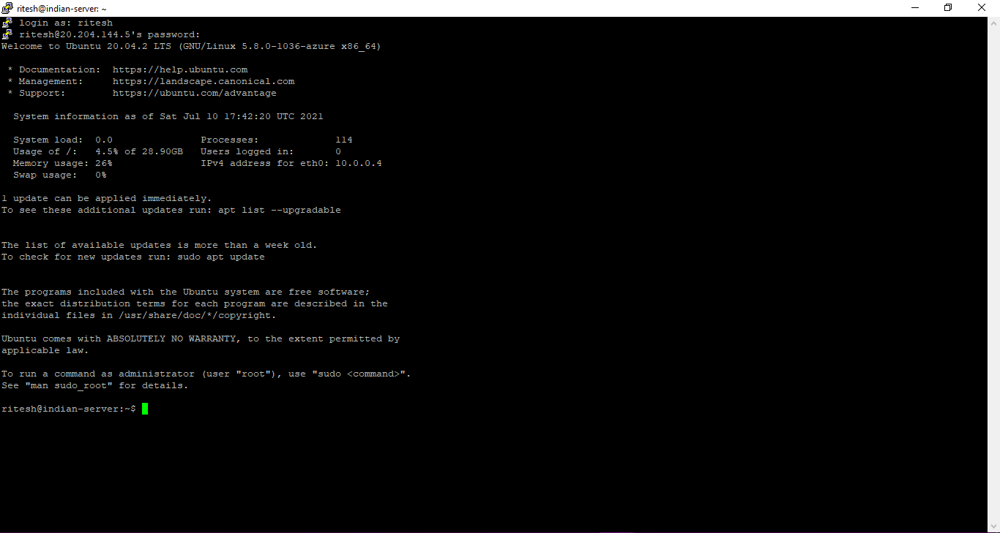 ritesh@indian-server: ~
login as: ritesh
ritesh@20.204.144.5's password:
Welcome to Ubuntu 20.04.2 LTS (GNU/Linux 5.8.0-1036-azure x86_64)
* Documentation:  https://help.ubuntu.com
* Management:     https://landscape.canonical.com
* Support:        https://ubuntu.com/advantage
System information as of Sat Jul 10 17:42:20 UTC 2021
System load:  0.0               Processes:             114
Usage of /:   4.5% of 28.90GB   Users logged in:       0
Memory usage: 26%               IPv4 address for eth0: 10.0.0.4
Swap usage:   0%
1 update can be applied immediately.
To see these additional updates run: apt list --upgradable
The list of available updates is more than a week old.
To check for new updates run: sudo apt update
The programs included with the Ubuntu system are free software;
the exact distribution terms for each program are described in the
individual files in /usr/share/doc/*/copyright.
Ubuntu comes with ABSOLUTELY NO WARRANTY, to the extent permitted by
applicable law.
To run a command as administrator (user "root"), use "sudo <command>".
See "man sudo_root" for details.
ritesh@indian-server:~$